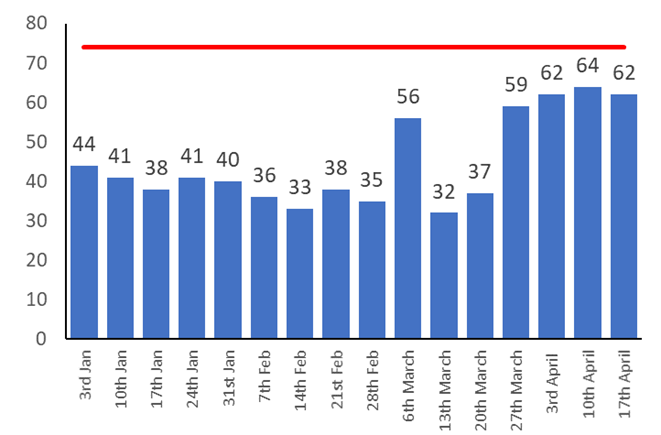 80
70
60
50
40
30
20
10
0
44
41
38
41
40
36
33
38
35
56
32
37
59
62
64
62
3rd Jan
10th Jan
17th Jan
24th Jan
31st Jan
7th Feb
14th Feb
21st Feb
28th Feb
6th March
13th March
20th March
27th March
3rd April
10th April
17th April